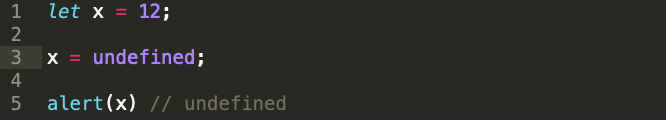 1 let x = 12;
2
3 x = undefined;
4
5 alert(x) // undefined